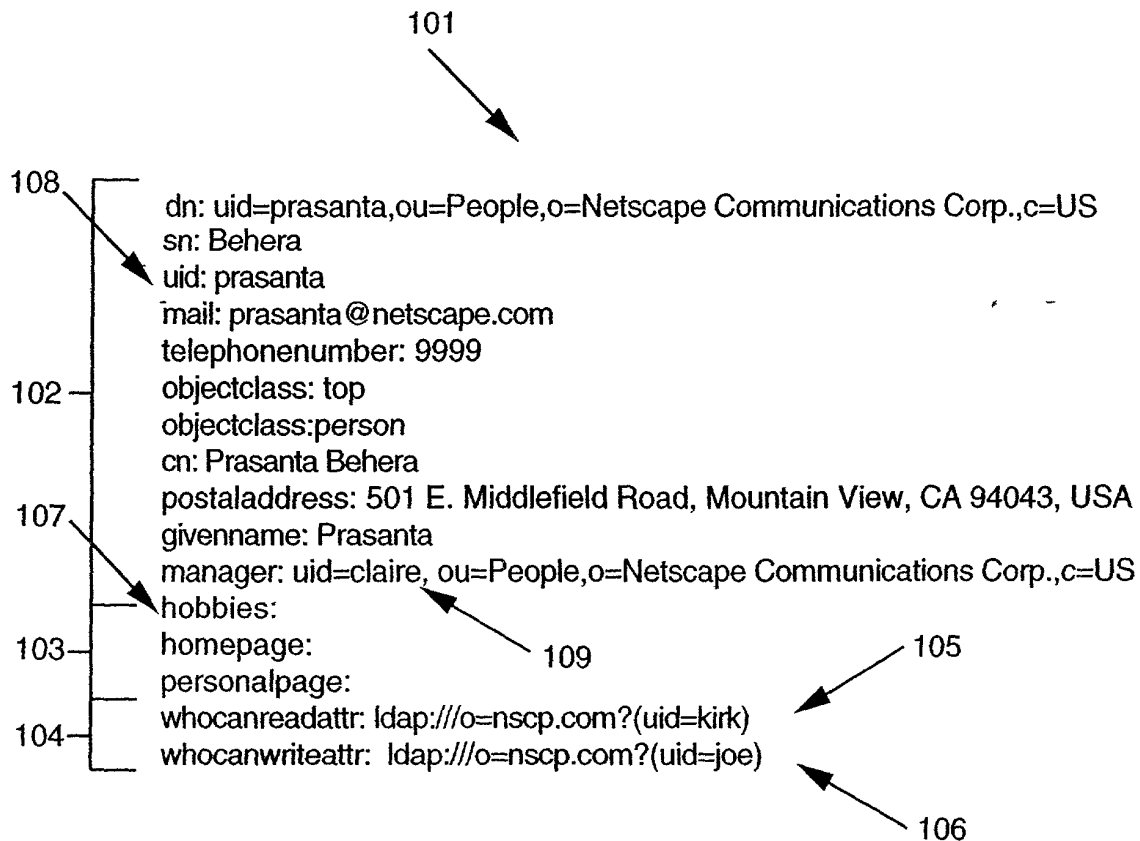 101
108
dn: uid=prasanta,ou=People,o=Netscape Communications Corp.,c=US
sn: Behera
uid: prasanta
mail: prasanta@netscape.com
telephonenumber: 9999
102
objectclass: top
objectclass:person
cn: Prasanta Behera
postaladdress: 501 E. Middlefield Road, Mountain View, CA 94043, USA
107
givenname: Prasanta
manager: uid=claire, ou=People,o=Netscape Communications Corp.,c=US
hobbies:
103
homepage:
109
105
personalpage:
104
whocanreadattr: ldap:///o=nscp.com?(uid=kirk)
whocanwriteattr: ldap:///o=nscp.com?(uid=joe)
106